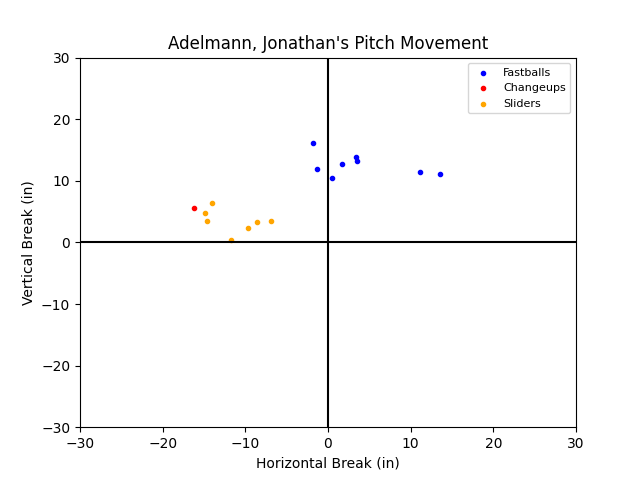 Adelmann, Jonathan's Pitch Movement
Fastballs
Changeups
Sliders
30
20
10
0
−10
−20
−30
Vertical Break (in)
−30
−20
−10
0
10
20
30
Horizontal Break (in)